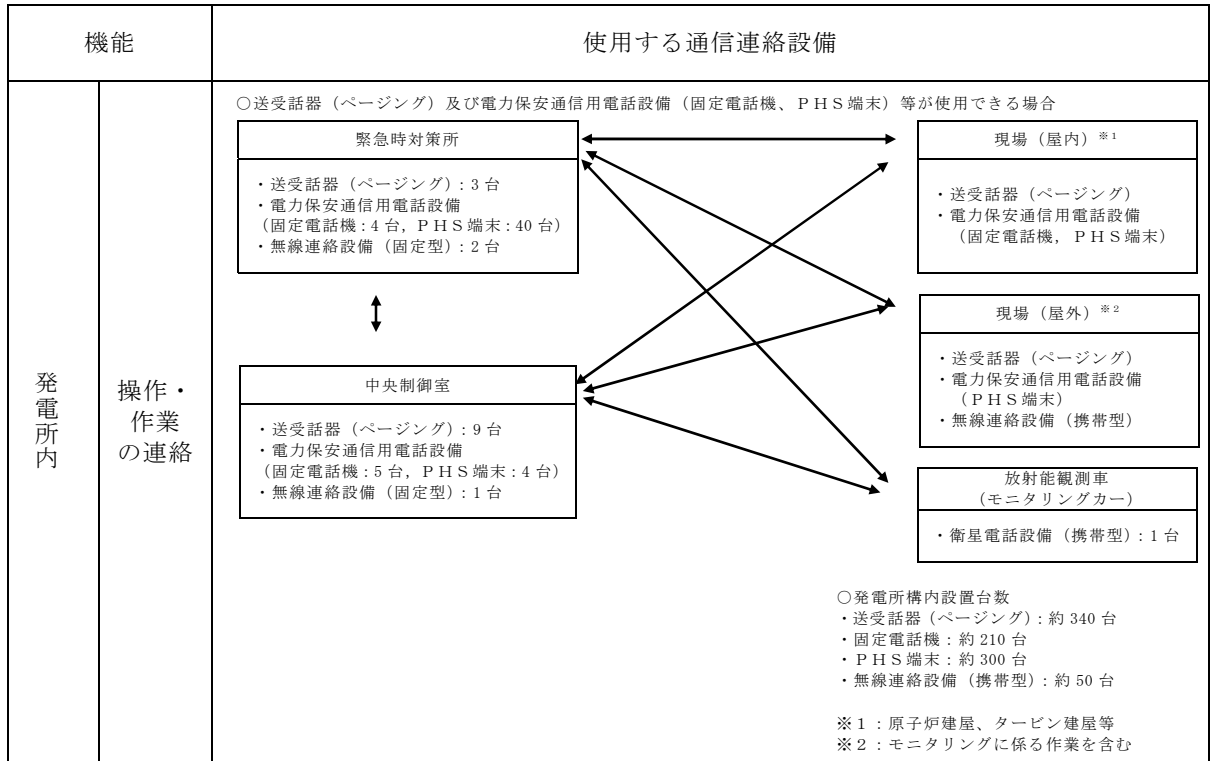 機能
使用する通信連絡設備
発電所内
操作・
作業
の連絡
○送受話器（ページング）及び電力保安通信用電話設備（固定電話機、ＰＨＳ端末）等が使用できる場合
緊急時対策所
・送受話器（ページング）：3 台
・電力保安通信用電話設備
（固定電話機：4 台，ＰＨＳ端末：40 台）
・無線連絡設備（固定型）：2 台
中央制御室
・送受話器（ページング）：9 台
・電力保安通信用電話設備
（固定電話機：5 台，ＰＨＳ端末：4 台）
・無線連絡設備（固定型）：1 台
現場（屋内）※1
・送受話器（ページング）
・電力保安通信用電話設備
（固定電話機，ＰＨＳ端末）
現場（屋外）※2
・送受話器（ページング）
・電力保安通信用電話設備
（ＰＨＳ端末）
・無線連絡設備（携帯型）
放射能観測車
（モニタリングカー）
・衛星電話設備（携帯型）：1 台
○発電所構内設置台数
・送受話器（ページング）：約 340 台
・固定電話機：約 210 台
・ＰＨＳ端末：約 300 台
・無線連絡設備（携帯型）：約 50 台
※１：原子炉建屋、タービン建屋等
※２：モニタリングに係る作業を含む